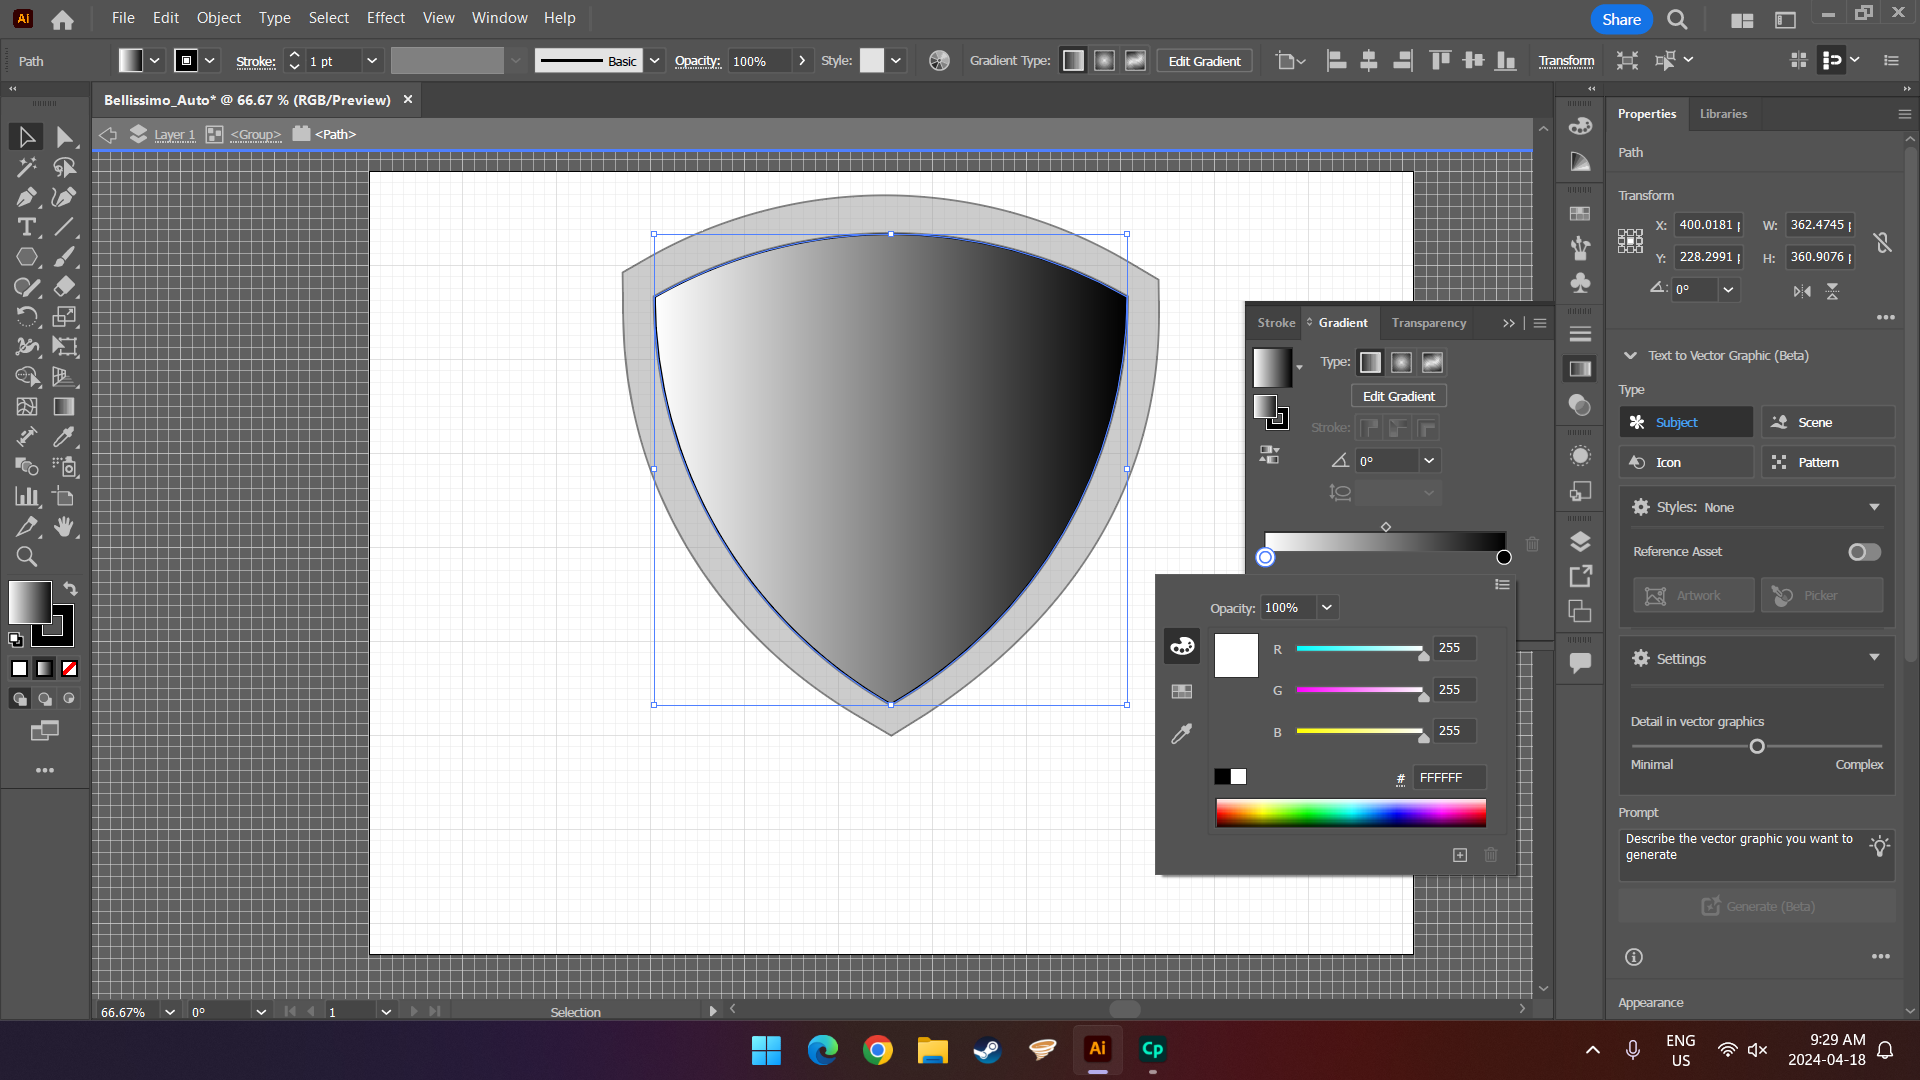 Ai File Edit Object Type Select Effect View Window Help Share
Path Stroke: 1 pt Basic Opacity: 100% Style: Gradient Type: Edit Gradient Transform
Bellissimo_Auto* @ 66.67 % (RGB/Preview) ×
Layer 1 <Group> <Path>
Properties Libraries
Path
Transform
X: 400.0181 W: 362.4745
Y: 228.2991 H: 360.9076
0°
Text to Vector Graphic (Beta)
Type
Subject Scene
Icon Pattern
Styles: None
Reference Asset
Artwork Picker
Settings
Detail in vector graphics
Minimal Complex
Prompt
Describe the vector graphic you want to
generate
Generate (Beta)
Appearance
Stroke Gradient Transparency
Type:
Edit Gradient
Stroke:
0°
Opacity: 100%
R 255
G 255
B 255
# FFFFFF
66.67% 0° 1 Selection
Ai Cp
ENG
US
9:29 AM
2024-04-18